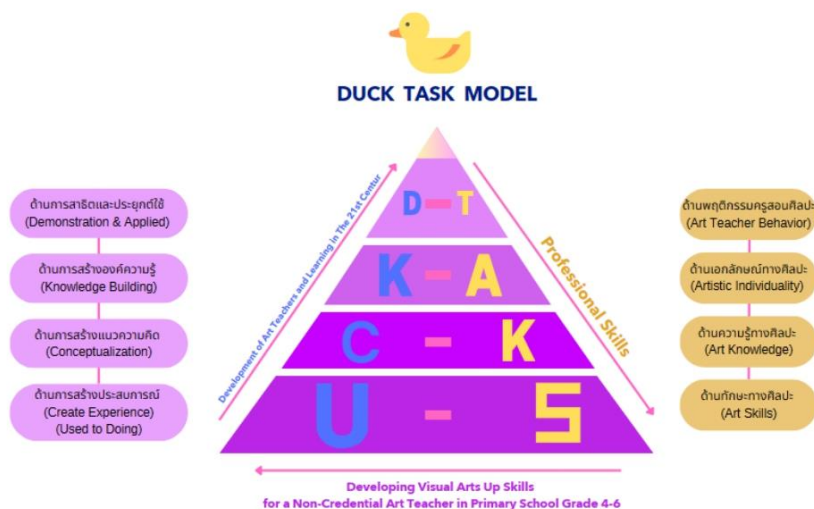 DUCK TASK MODEL
ด้านการสาธิตและประยุกต์ใช้
(Demonstration & Applied)
ด้านการสร้างองค์ความรู้
(Knowledge Building)
ด้านการสร้างแนวความคิด
(Conceptualization)
ด้านการสร้างประสบการณ์
(Create Experience)
(Used to Doing)
Development of Art Teachers and Learning in The 21st Centur
D - T
K - A
C - K
U - S
Professional Skills
ด้านพฤติกรรมครูสอนศิลปะ
(Art Teacher Behavior)
ด้านเอกลักษณ์ทางศิลปะ
(Artistic Individuality)
ด้านความรู้ทางศิลปะ
(Art Knowledge)
ด้านทักษะทางศิลปะ
(Art Skills)
Developing Visual Arts Up Skills
for a Non-Credential Art Teacher in Primary School Grade 4-6